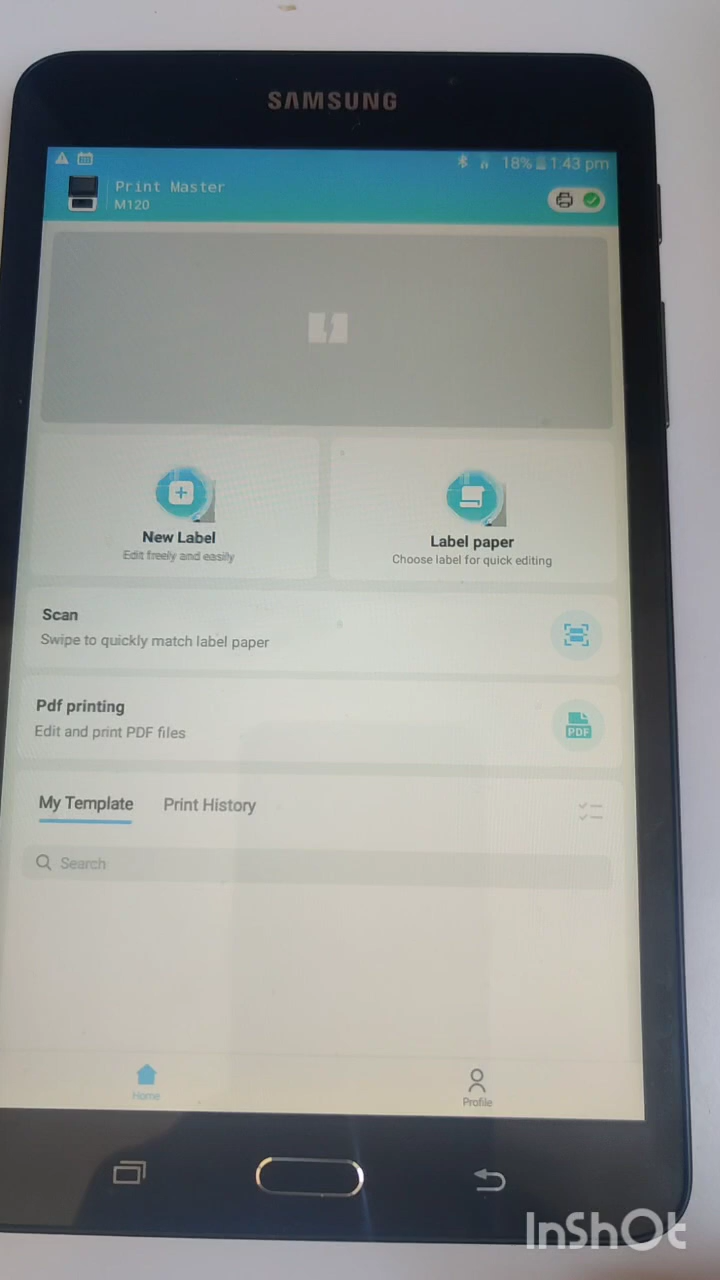 SAMSUNG
18% 1:43 pm
Print Master
M120
New Label
Edit freely and easily
Label paper
Choose label for quick editing
Scan
Swipe to quickly match label paper
Pdf printing
Edit and print PDF files
PDF
My Template Print History
Search
Home
Profile
InShOt